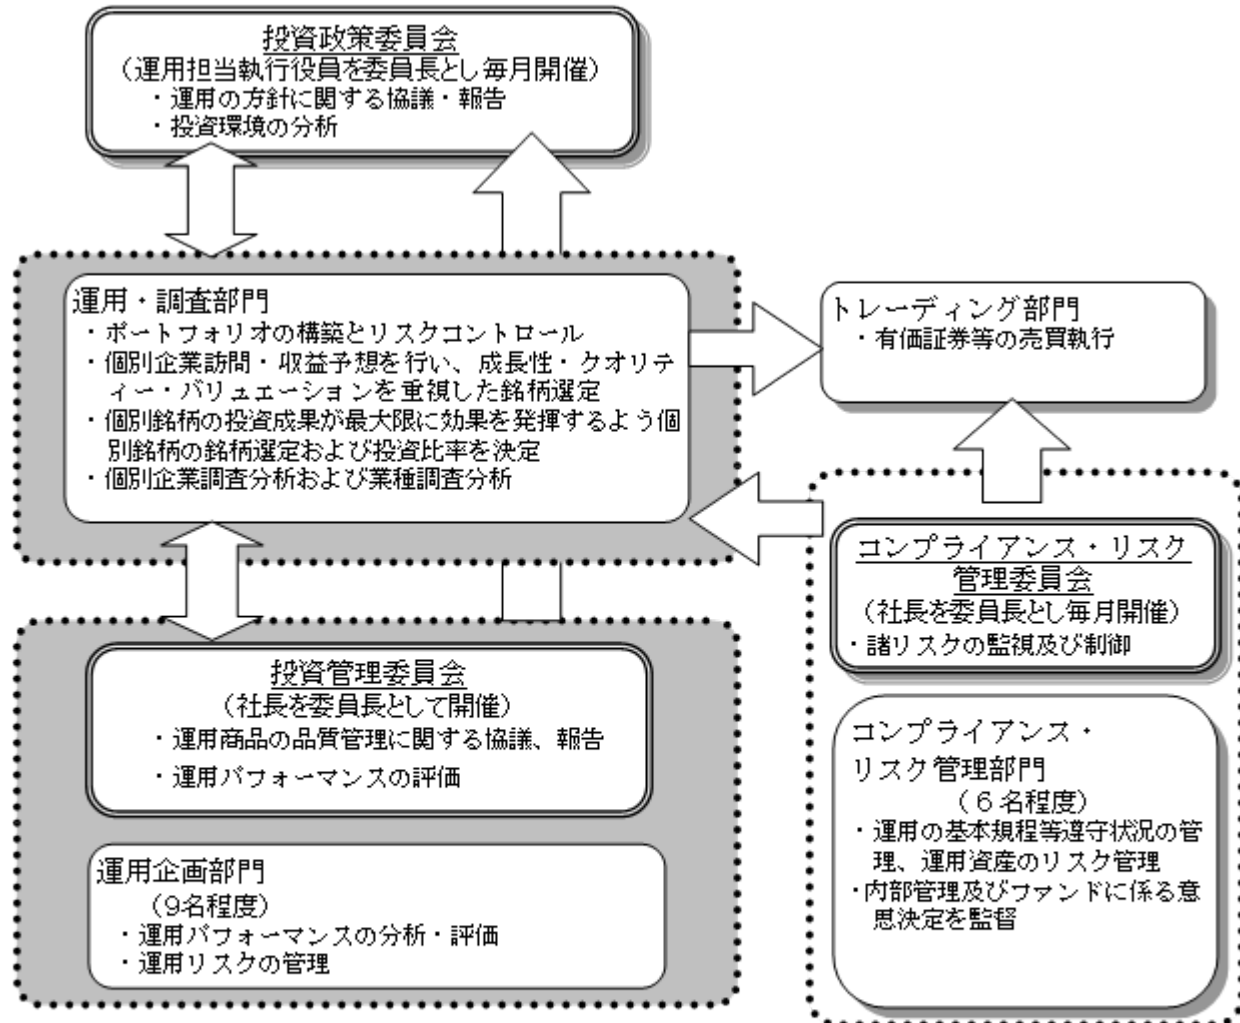 投資政策委員会
（運用担当執行役員を委員長とし毎月開催）
・運用の方針に関する協議・報告
・投資環境の分析
運用・調査部門
・ポートフォリオの構築とリスクコントロール
・個別企業訪問・収益予想を行い、成長性・クオリテ
ィー・バリュエーションを重視した銘柄選定
・個別銘柄の投資成果が最大限に効果を発揮するよう個
別銘柄の銘柄選定および投資比率を決定
・個別企業調査分析および業種調査分析
トレーディング部門
・有価証券等の売買執行
コンプライアンス・リスク
管理委員会
（社長を委員長とし毎月開催）
・諸リスクの監視及び制御
コンプライアンス・
リスク管理部門
（６名程度）
・運用の基本規程等遵守状況の管
理、運用資産のリスク管理
・内部管理及びファンドに係る意
思決定を監督
投資管理委員会
（社長を委員長として開催）
・運用商品の品質管理に関する協議、報告
・運用パフォーマンスの評価
運用企画部門
（9名程度）
・運用パフォーマンスの分析・評価
・運用リスクの管理